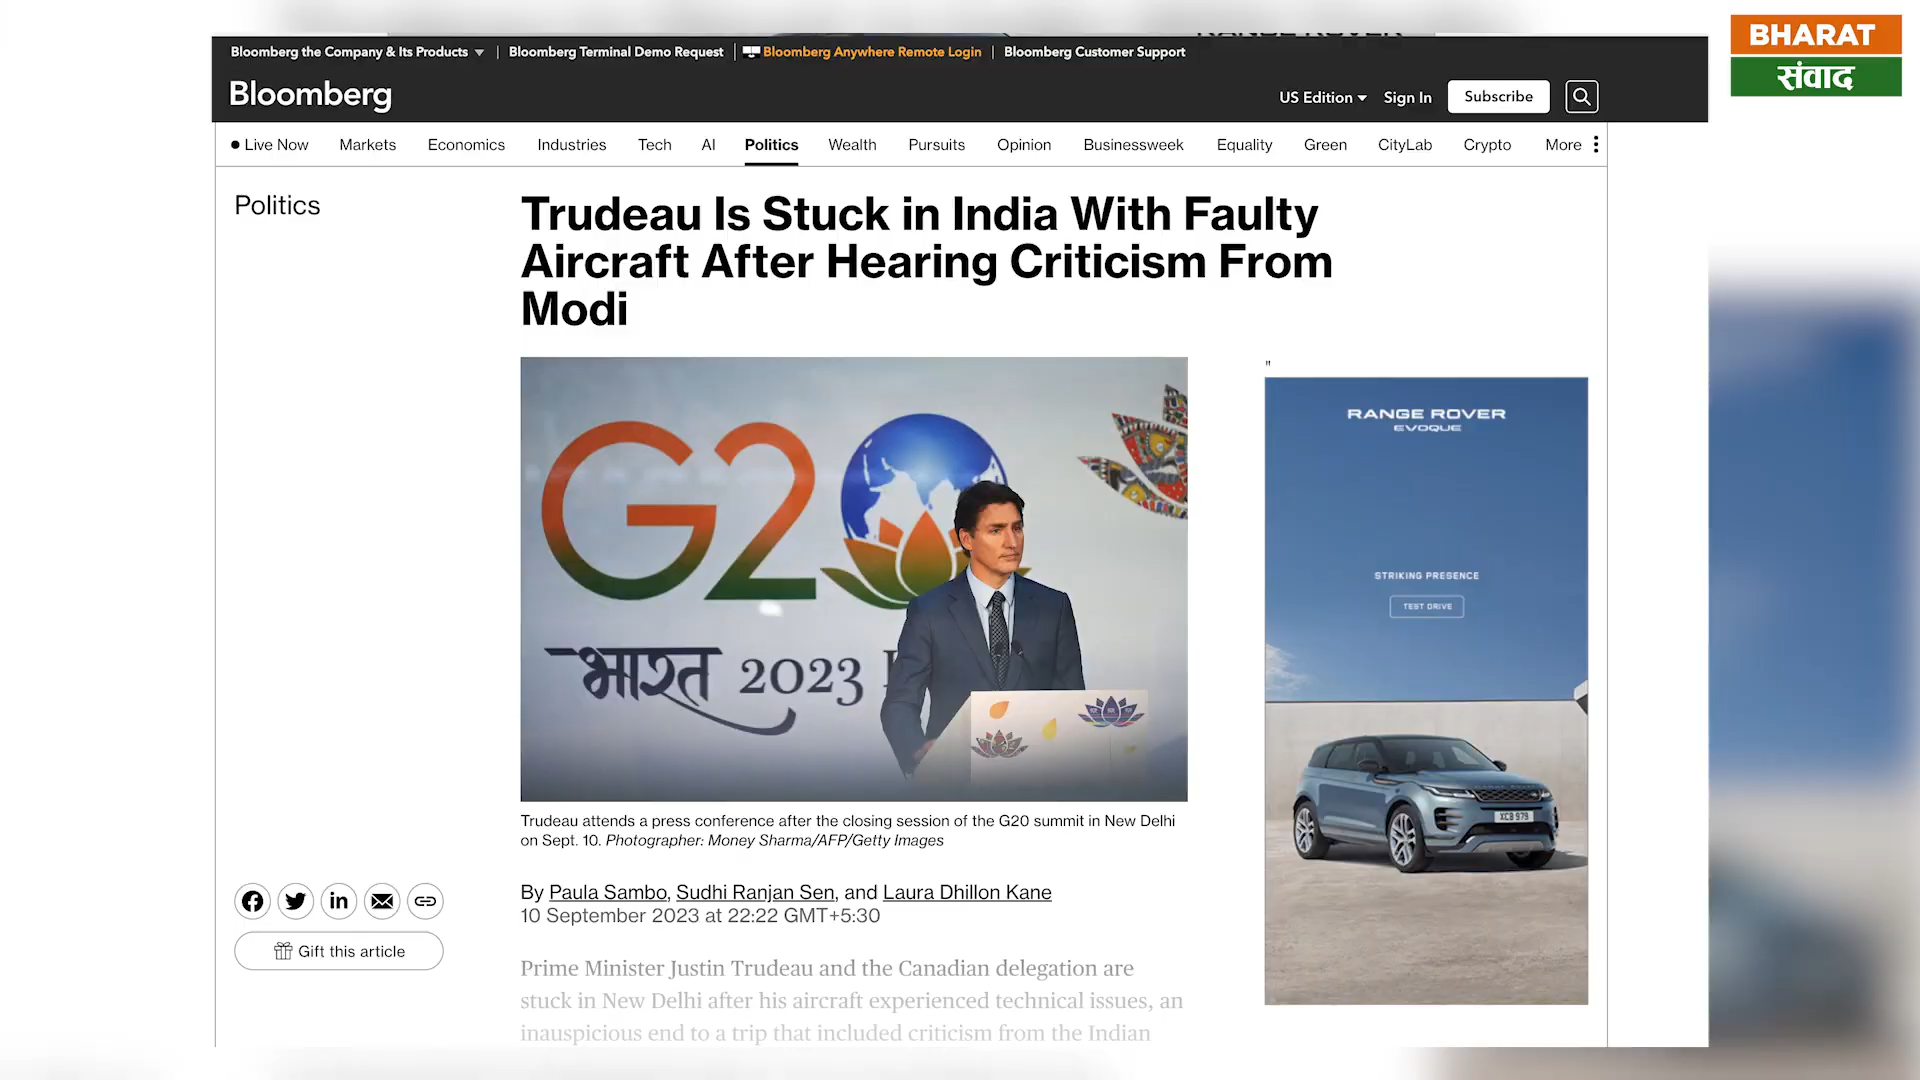 BHARAT
संवाद
Bloomberg the Company & Its Products
Bloomberg Terminal Demo Request
Bloomberg Anywhere Remote Login
Bloomberg Customer Support
Bloomberg
US Edition
Sign In
Subscribe
Live Now
Markets
Economics
Industries
Tech
AI
Politics
Wealth
Pursuits
Opinion
Businessweek
Equality
Green
CityLab
Crypto
More
Politics
Trudeau Is Stuck in India With Faulty
Aircraft After Hearing Criticism From
Modi
G20
भारत 2023
"
RANGE ROVER
EVOQUE
STRIKING PRESENCE
TEST DRIVE
XCB 979
Trudeau attends a press conference after the closing session of the G20 summit in New Delhi
on Sept. 10. Photographer: Money Sharma/AFP/Getty Images
By Paula Sambo, Sudhi Ranjan Sen, and Laura Dhillon Kane
10 September 2023 at 22:22 GMT+5:30
Gift this article
Prime Minister Justin Trudeau and the Canadian delegation are
stuck in New Delhi after his aircraft experienced technical issues, an
inauspicious end to a trip that included criticism from the Indian